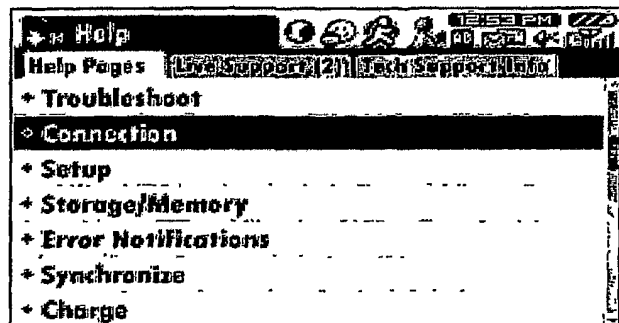 Help 12:53 PM
Help Pages Live Support (2) Tech Support Info
Troubleshoot
Connection
Setup
Storage/Memory
Error Notifications
Synchronize
Charge